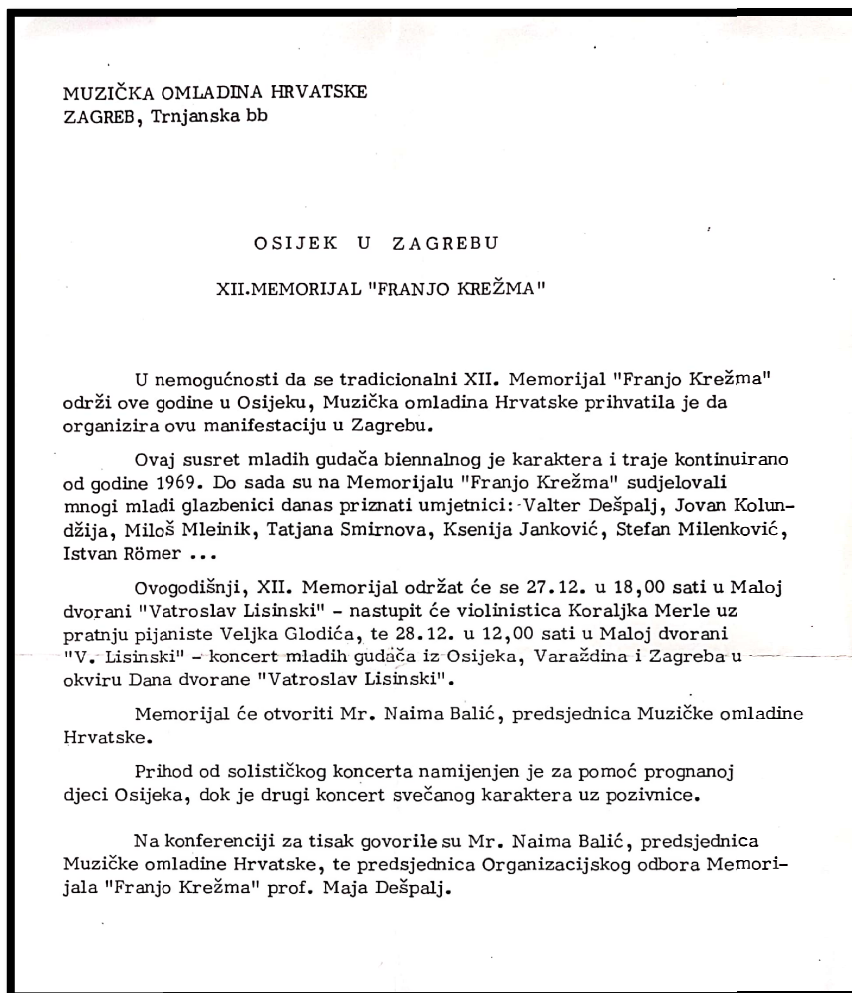 MUZIČKA OMLADINA HRVATSKE
ZAGREB, Trnjanska bb
OSIJEK U ZAGREBU
XII.MEMORIJAL "FRANJO KREŽMA"
U nemogućnosti da se tradicionalni XII. Memorijal "Franjo Krežma"
održi ove godine u Osijeku, Muzička omladina Hrvatske prihvatila je da
organizira ovu manifestaciju u Zagrebu.
Ovaj susret mladih gudača biennalnog je karaktera i traje kontinuirano
od godine 1969. Do sada su na Memorijalu "Franjo Krežma" sudjelovali
mnogi mladi glazbenici danas priznati umjetnici: Valter Dešpalj, Jovan Kolun-
džija, Miloš Mleinik, Tatjana Smirnova, Ksenija Janković, Stefan Milenković,
Istvan Römer ...
Ovogodišnji, XII. Memorijal održat će se 27.12. u 18,00 sati u Maloj
dvorani "Vatroslav Lisinski" - nastupit će violinistica Koraljka Merle uz
pratnju pijaniste Veljka Glodića, te 28.12. u 12,00 sati u Maloj dvorani
"V. Lisinski" - koncert mladih gudača iz Osijeka, Varaždina i Zagreba u
okviru Dana dvorane "Vatroslav Lisinski".
Memorijal će otvoriti Mr. Naima Balić, predsjednica Muzičke omladine
Hrvatske.
Prihod od solističkog koncerta namijenjen je za pomoć prognanoj
djeci Osijeka, dok je drugi koncert svečanog karaktera uz pozivnice.
Na konferenciji za tisak govorile su Mr. Naima Balić, predsjednica
Muzičke omladine Hrvatske, te predsjednica Organizacijskog odbora Memori-
jala "Franjo Krežma" prof. Maja Dešpalj.